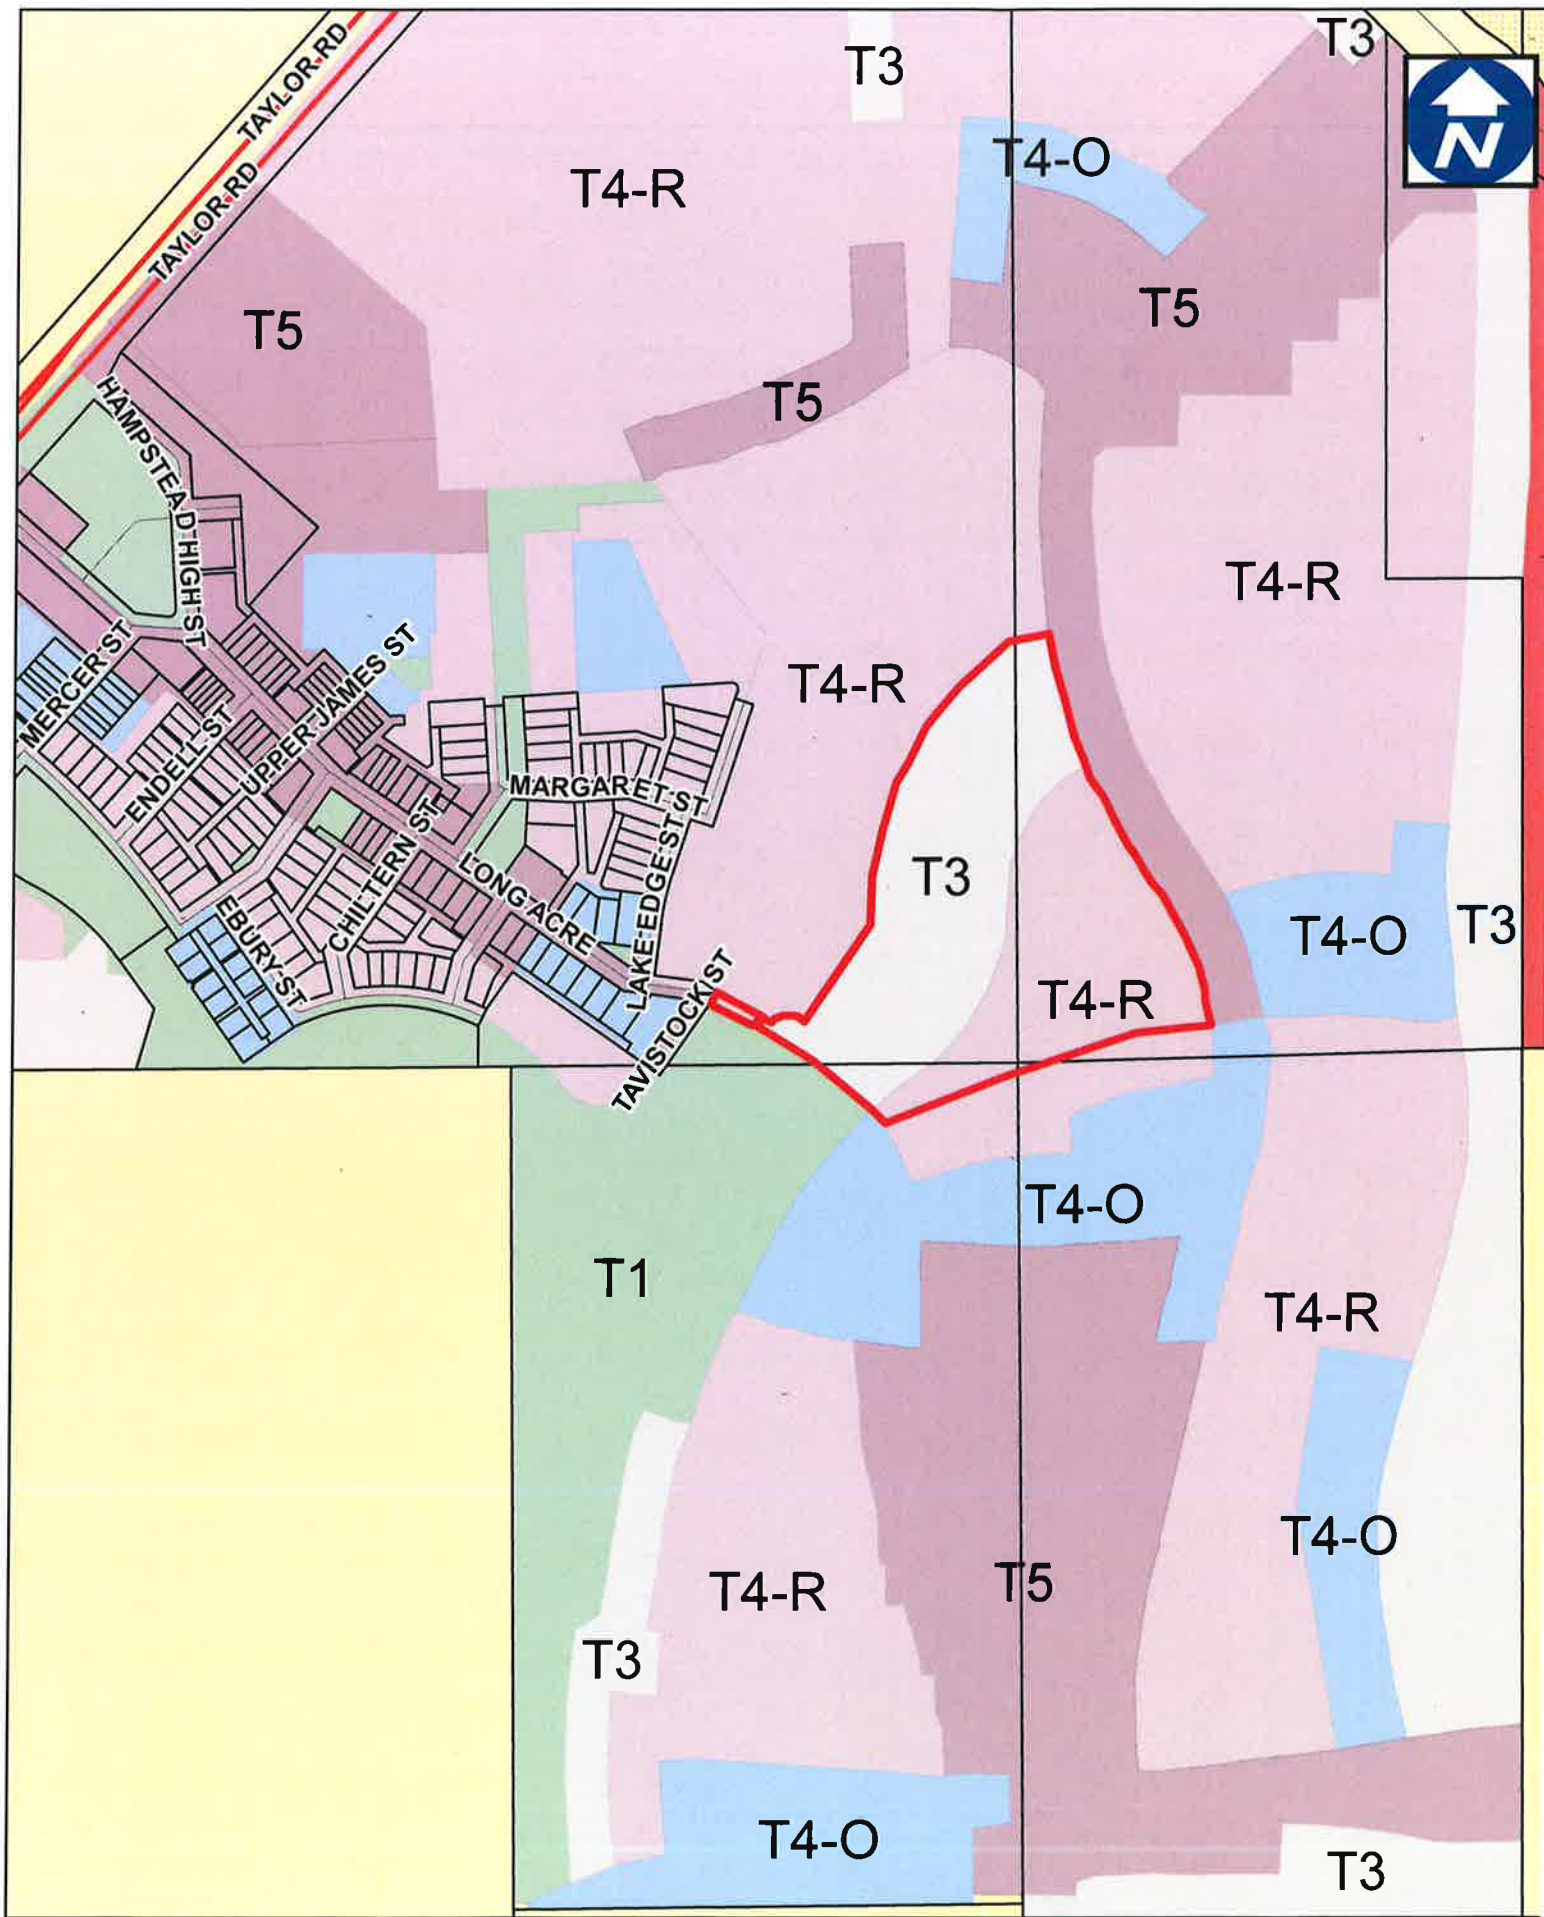 T3
T3
TAYLOR RD
N
T4-O
T4-R
TAYLOR RD
T5
T5
T5
HAMPSTEAD HIGH ST
T4-R
T4-R
MERCER ST
UPPER JAMES ST
ENDELL ST
MARGARET ST
CHILTERN ST
LAKE EDGE ST
LONG ACRE
T3
T4-O
T3
EBURY ST
TAVISTOCK ST
T4-R
T4-O
T1
T4-R
T4-O
T4-R
T5
T3
T4-O
T3